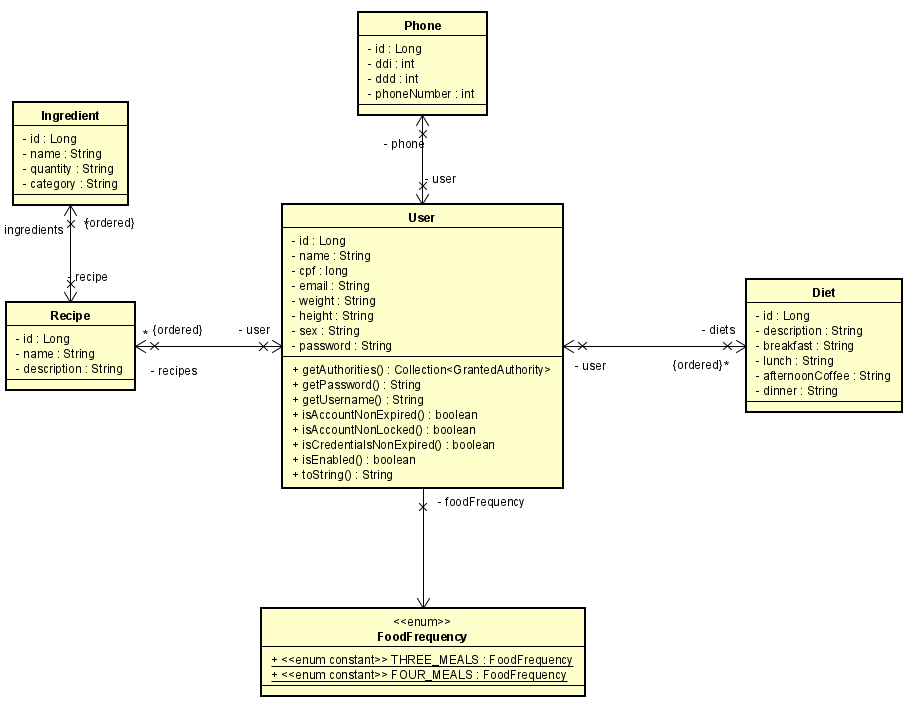 Phone
- id : Long
- ddi : int
- ddd : int
- phoneNumber : int
- phone
- user
Ingredient
- id : Long
- name : String
- quantity : String
- category : String
ingredients
{ordered}
- recipe
Recipe
- id : Long
- name : String
- description : String
* {ordered}
- user
- recipes
User
- id : Long
- name : String
- cpf : long
- email : String
- weight : String
- height : String
- sex : String
- password : String
+ getAuthorities() : Collection<GrantedAuthority>
+ getPassword() : String
+ getUsername() : String
+ isAccountNonExpired() : boolean
+ isAccountNonLocked() : boolean
+ isCredentialsNonExpired() : boolean
+ isEnabled() : boolean
+ toString() : String
- diets
- user
{ordered}*
Diet
- id : Long
- description : String
- breakfast : String
- lunch : String
- afternoonCoffee : String
- dinner : String
- foodFrequency
<<enum>>
FoodFrequency
+ <<enum constant>> THREE_MEALS : FoodFrequency
+ <<enum constant>> FOUR_MEALS : FoodFrequency